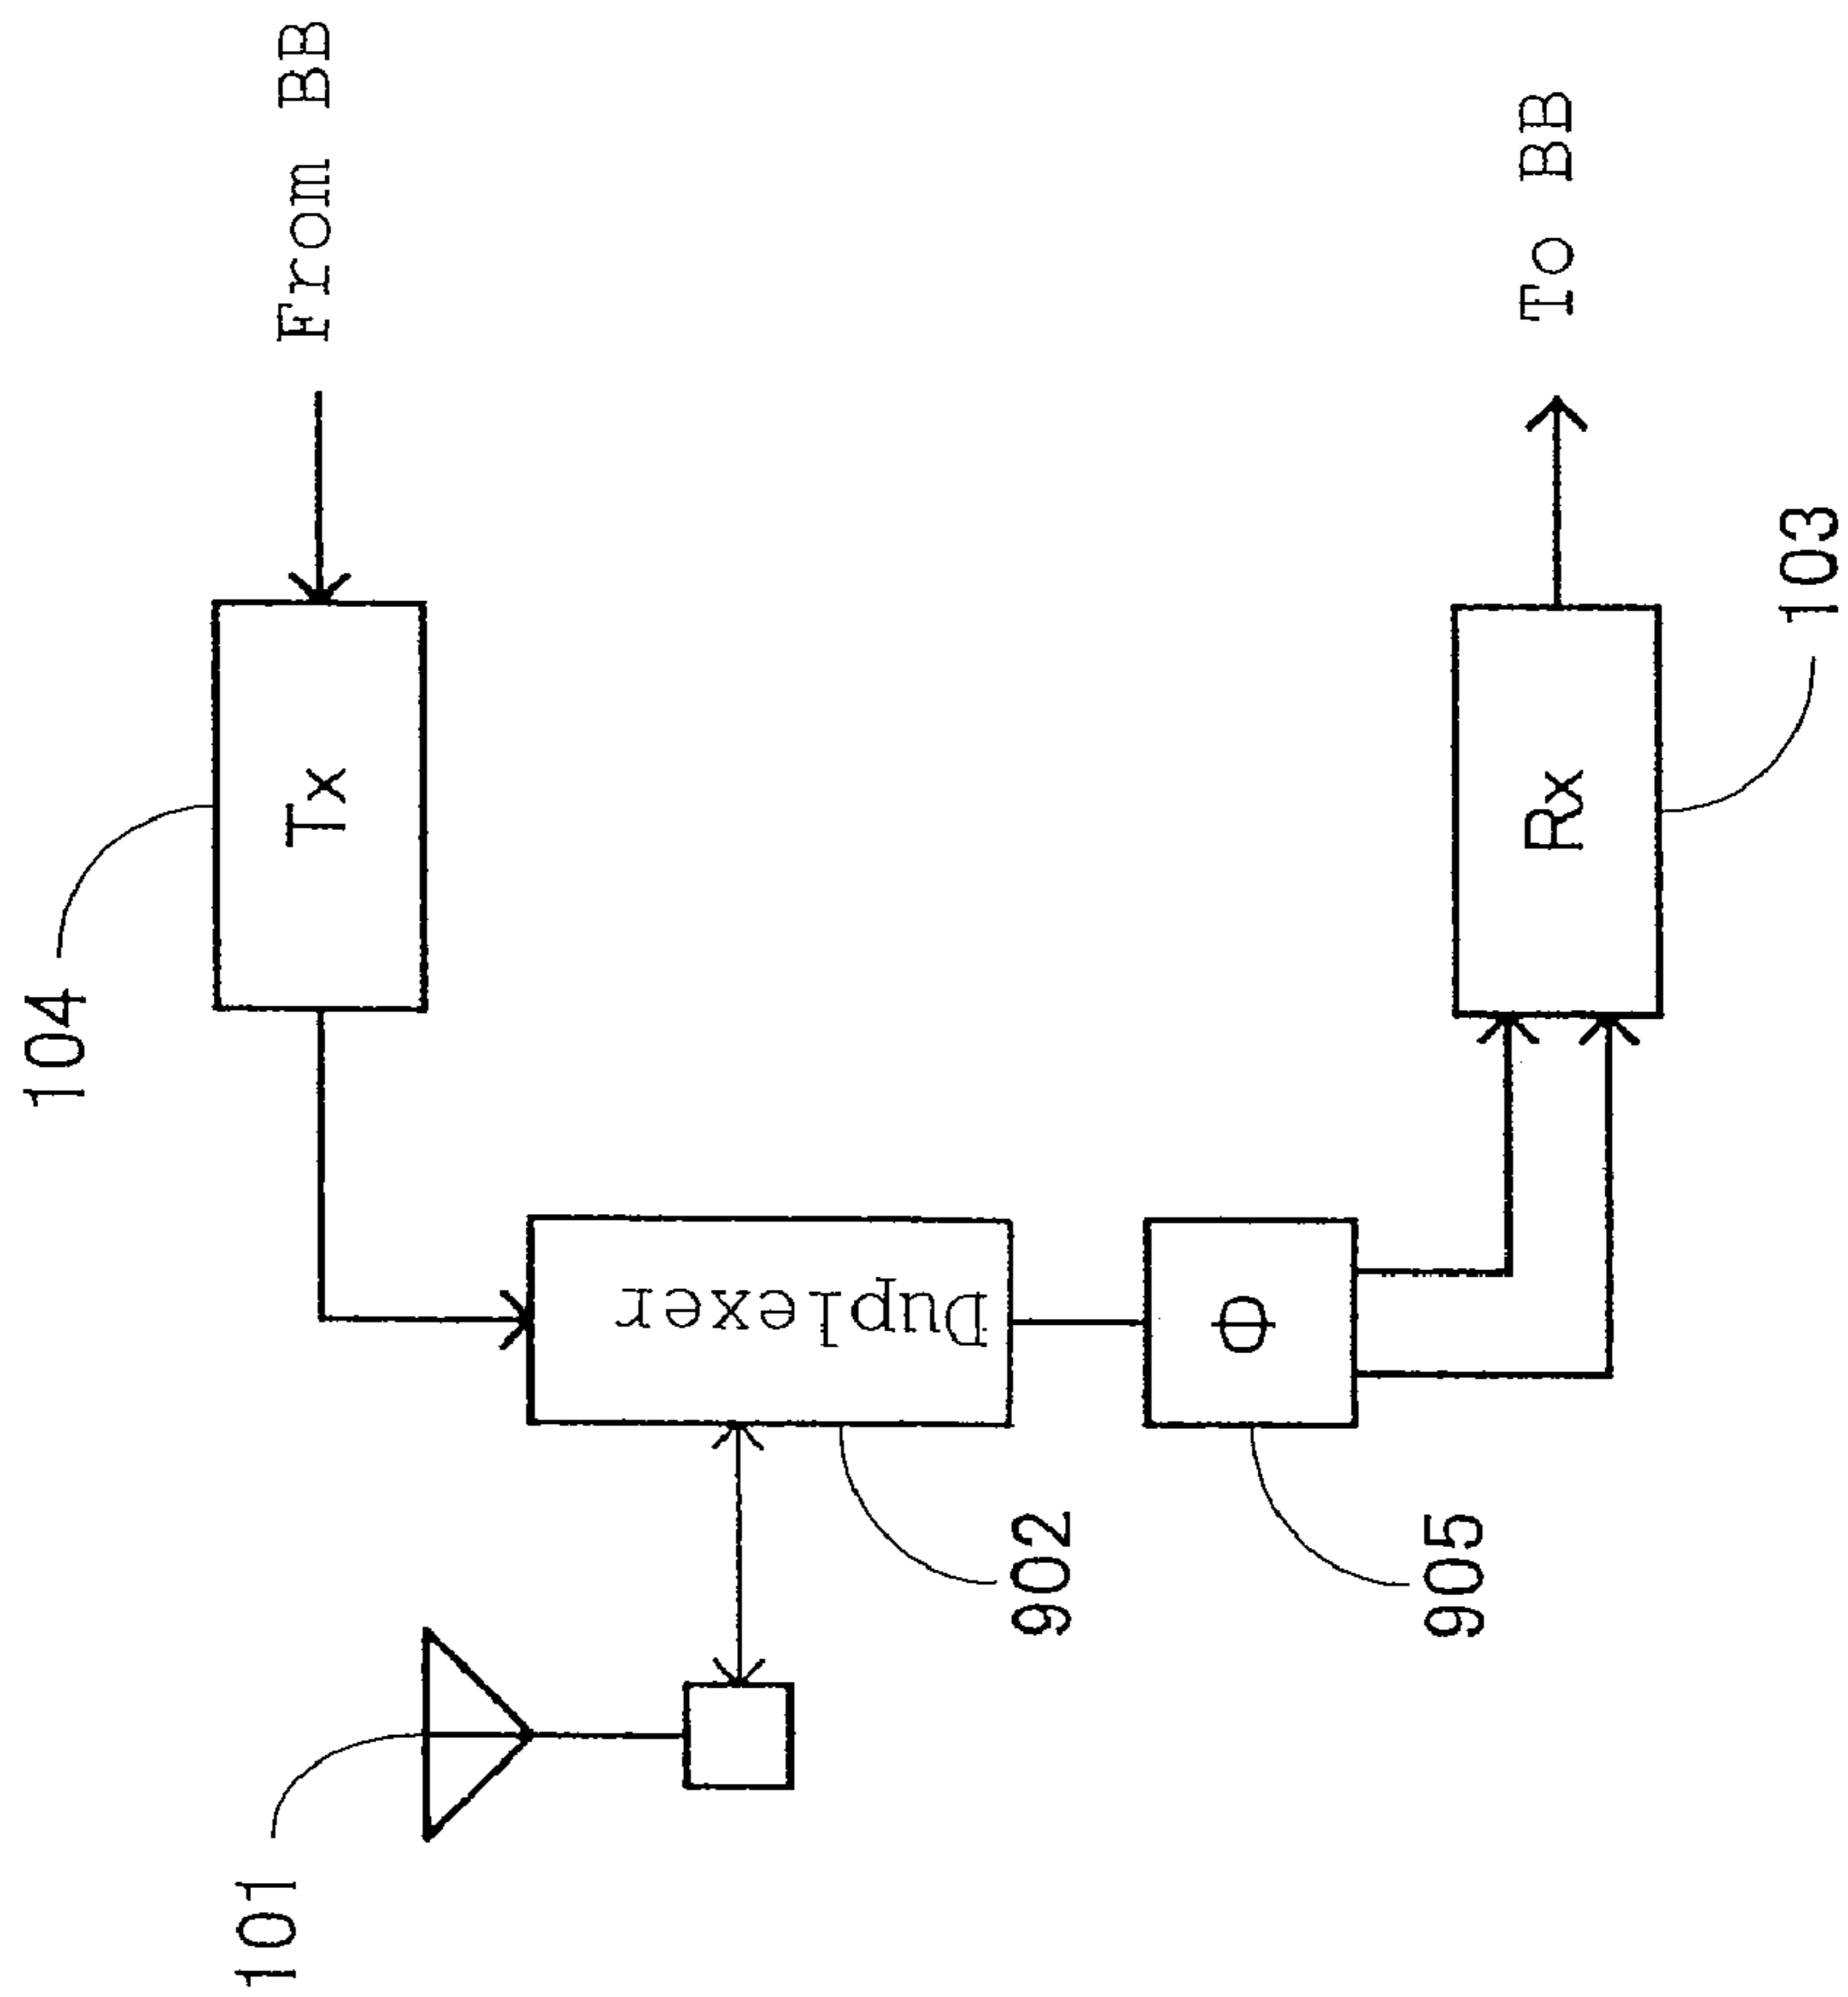 104
Tx
From BB
101
Duplexer
902
Φ
905
Rx
To BB
103